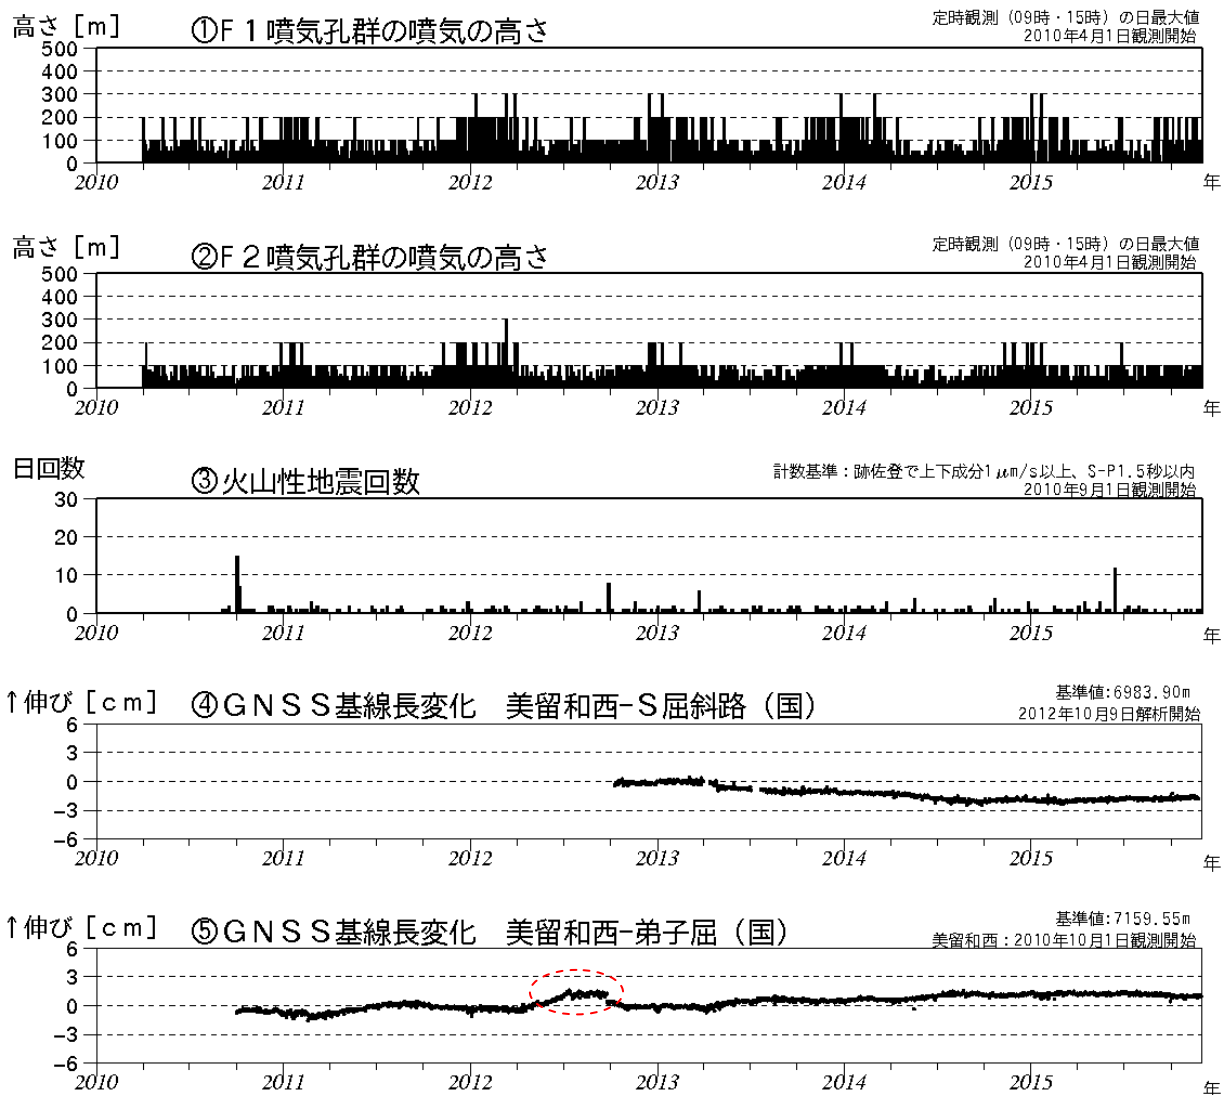 高さ [m]
①F1噴気孔群の噴気の高さ
定時観測 (09時・15時) の日最大値
2010年4月1日観測開始
500
400
300
200
100
0
2010 2011 2012 2013 2014 2015 年
高さ [m]
②F2噴気孔群の噴気の高さ
定時観測 (09時・15時) の日最大値
2010年4月1日観測開始
500
400
300
200
100
0
2010 2011 2012 2013 2014 2015 年
日回数
③火山性地震回数
計数基準：跡佐登で上下成分1μm/s以上、S-P1.5秒以内
2010年9月1日観測開始
30
20
10
0
2010 2011 2012 2013 2014 2015 年
↑伸び [cm]
④GNSS基線長変化 美留和西-S屈斜路（国）
基準値:6983.90m
2012年10月9日解析開始
6
3
0
-3
-6
2010 2011 2012 2013 2014 2015 年
↑伸び [cm]
⑤GNSS基線長変化 美留和西-弟子屈（国）
基準値:7159.55m
美留和西：2010年10月1日観測開始
6
3
0
-3
-6
2010 2011 2012 2013 2014 2015 年